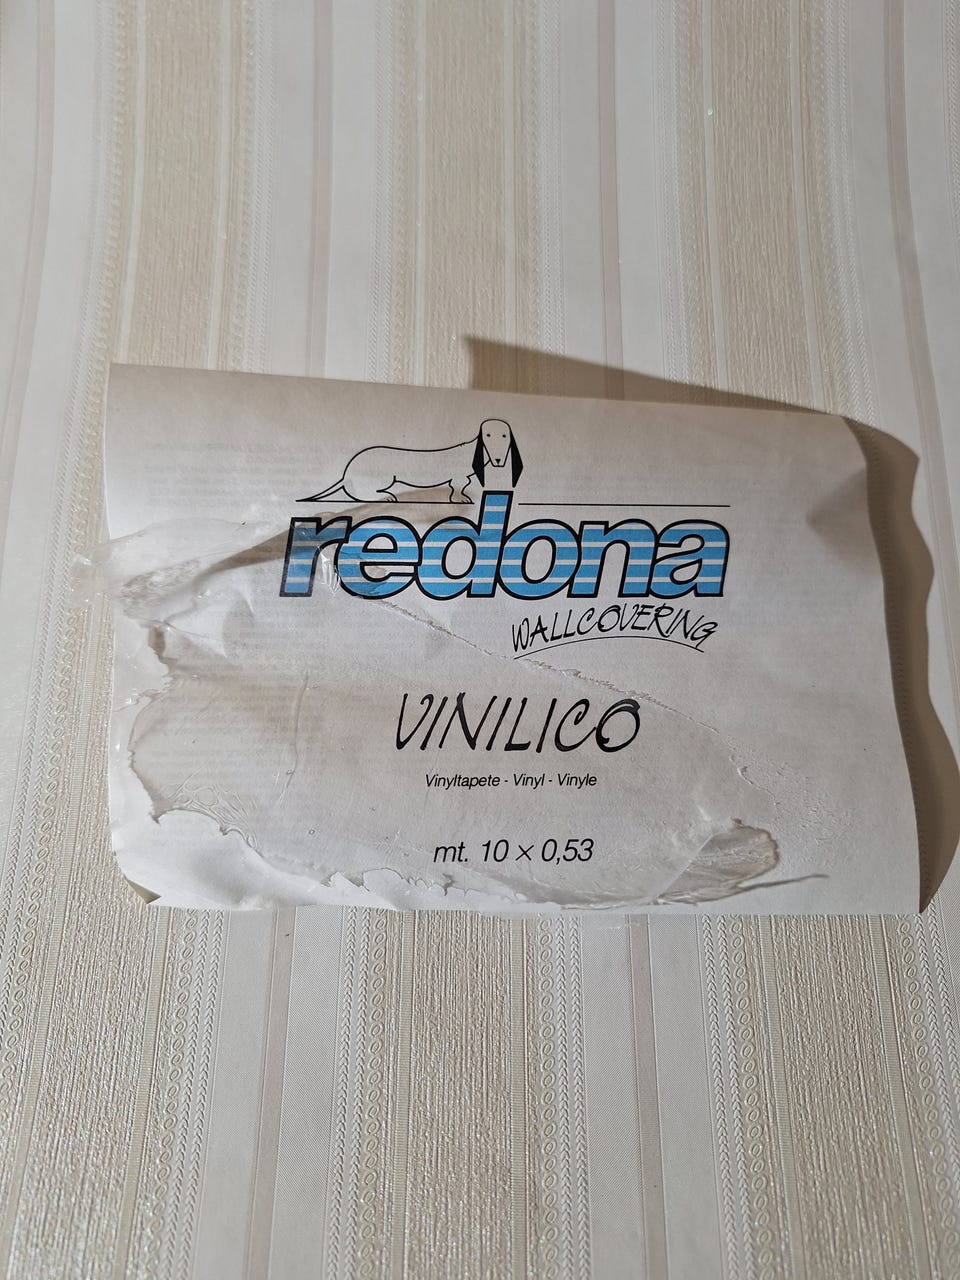 redona
WALLCOVERING
VINILICO
Vinyltapete - Vinyl - Vinyle
mt. 10 × 0,53